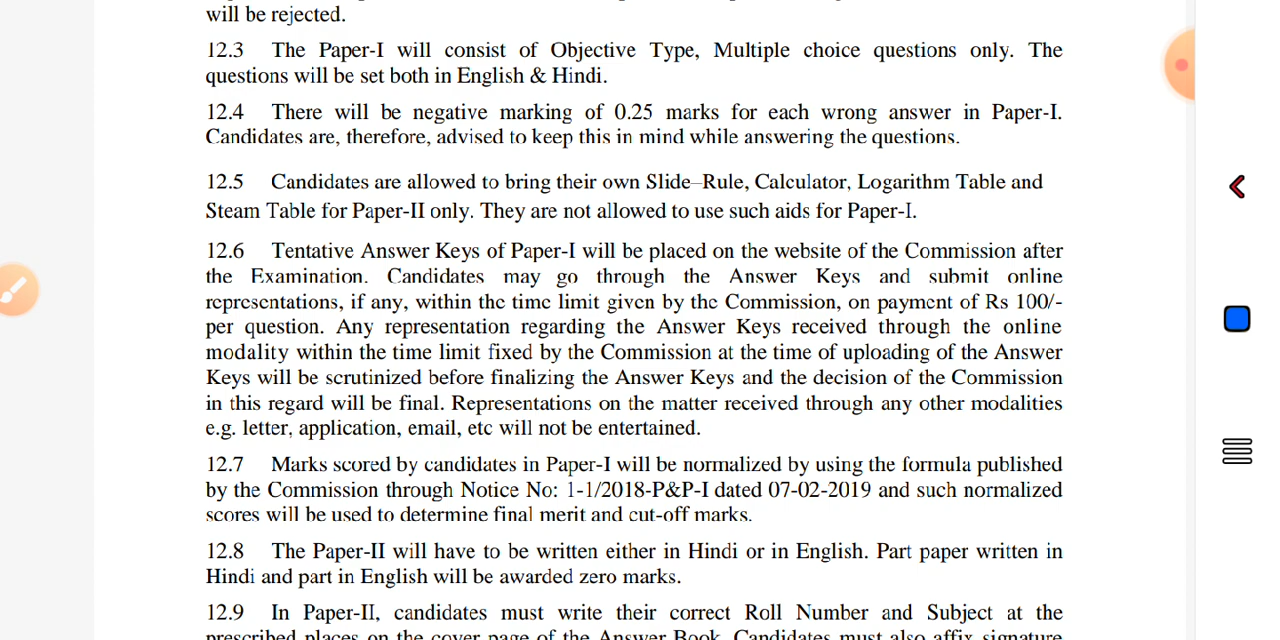 will be rejected.
12.3 The Paper-I will consist of Objective Type, Multiple choice questions only. The
questions will be set both in English & Hindi.
12.4 There will be negative marking of 0.25 marks for each wrong answer in Paper-I.
Candidates are, therefore, advised to keep this in mind while answering the questions.
12.5 Candidates are allowed to bring their own Slide–Rule, Calculator, Logarithm Table and
Steam Table for Paper-II only. They are not allowed to use such aids for Paper-I.
12.6 Tentative Answer Keys of Paper-I will be placed on the website of the Commission after
the Examination. Candidates may go through the Answer Keys and submit online
representations, if any, within the time limit given by the Commission, on payment of Rs 100/-
per question. Any representation regarding the Answer Keys received through the online
modality within the time limit fixed by the Commission at the time of uploading of the Answer
Keys will be scrutinized before finalizing the Answer Keys and the decision of the Commission
in this regard will be final. Representations on the matter received through any other modalities
e.g. letter, application, email, etc will not be entertained.
12.7 Marks scored by candidates in Paper-I will be normalized by using the formula published
by the Commission through Notice No: 1-1/2018-P&P-I dated 07-02-2019 and such normalized
scores will be used to determine final merit and cut-off marks.
12.8 The Paper-II will have to be written either in Hindi or in English. Part paper written in
Hindi and part in English will be awarded zero marks.
12.9 In Paper-II, candidates must write their correct Roll Number and Subject at the
prescribed places on the cover page of the Answer Book. Candidates must also affix signature